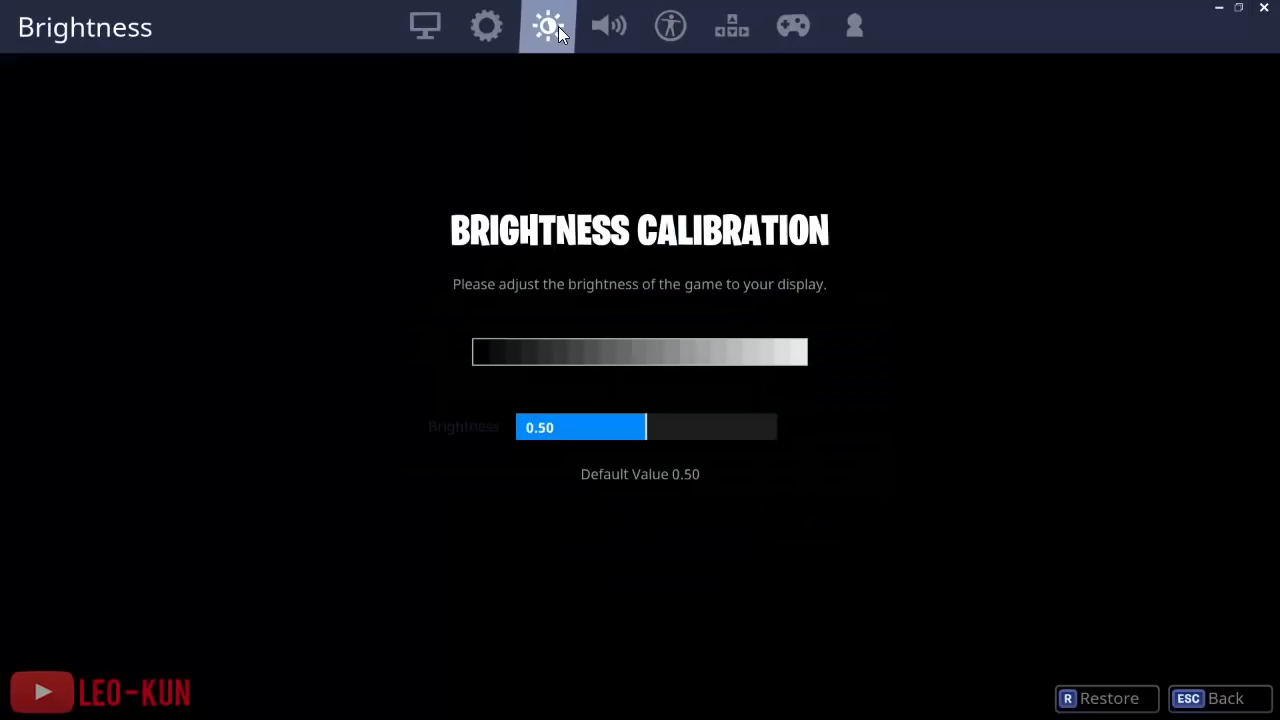 Brightness
BRIGHTNESS CALIBRATION
Please adjust the brightness of the game to your display.
Brightness 0.50
Default Value 0.50
LEO-KUN
R Restore ESC Back